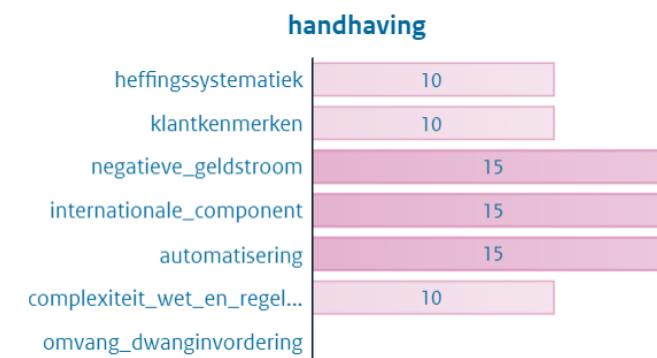 handhaving
heffingssystematiek 10
klantkenmerken 10
negatieve_geldstroom 15
internationale_component 15
automatisering 15
complexiteit_wet_en_regel... 10
omvang_dwanginvordering